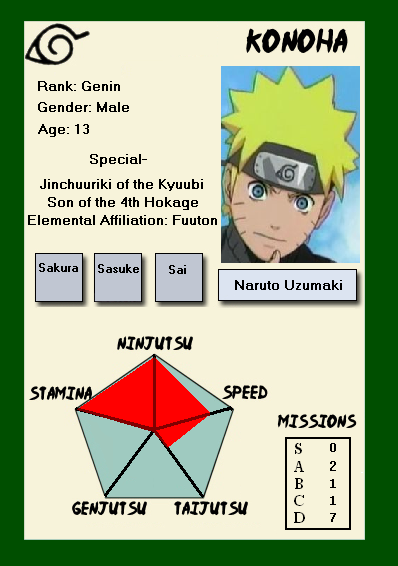 KONOHA
Rank: Genin
Gender: Male
Age: 13
Special-
Jinchuuriki of the Kyuubi
Son of the 4th Hokage
Elemental Affiliation: Fuuton
Sakura
Sasuke
Sai
Naruto Uzumaki
NINJUTSU
STAMINA
SPEED
GENJUTSU
TAIJUTSU
MISSIONS
S 0
A 2
B 1
C 1
D 7